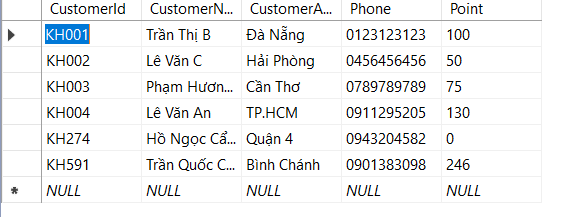 CustomerId CustomerN... CustomerA... Phone Point
KH001 Trần Thị B Đà Nẵng 0123123123 100
KH002 Lê Văn C Hải Phòng 0456456456 50
KH003 Phạm Hươn... Cần Thơ 0789789789 75
KH004 Lê Văn An TP.HCM 0911295205 130
KH274 Hồ Ngọc Cẩ... Quận 4 0943204582 0
KH591 Trần Quốc C... Bình Chánh 0901383098 246
NULL NULL NULL NULL NULL